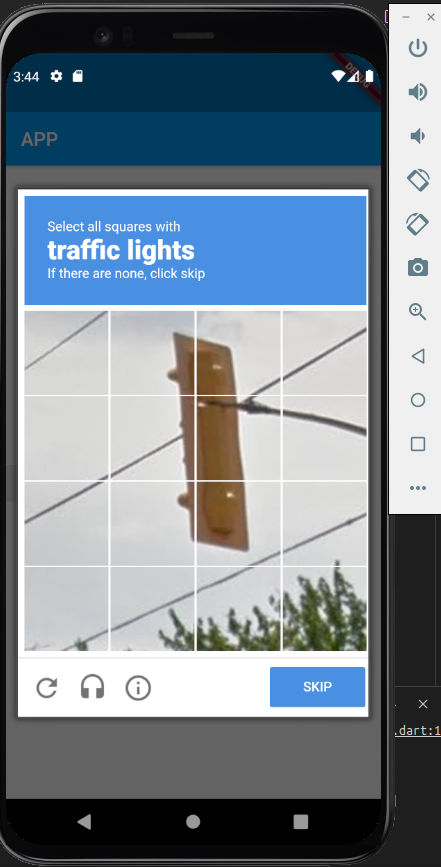 3:44
DEBUG
APP
Select all squares with
traffic lights
If there are none, click skip
SKIP
.dart:1